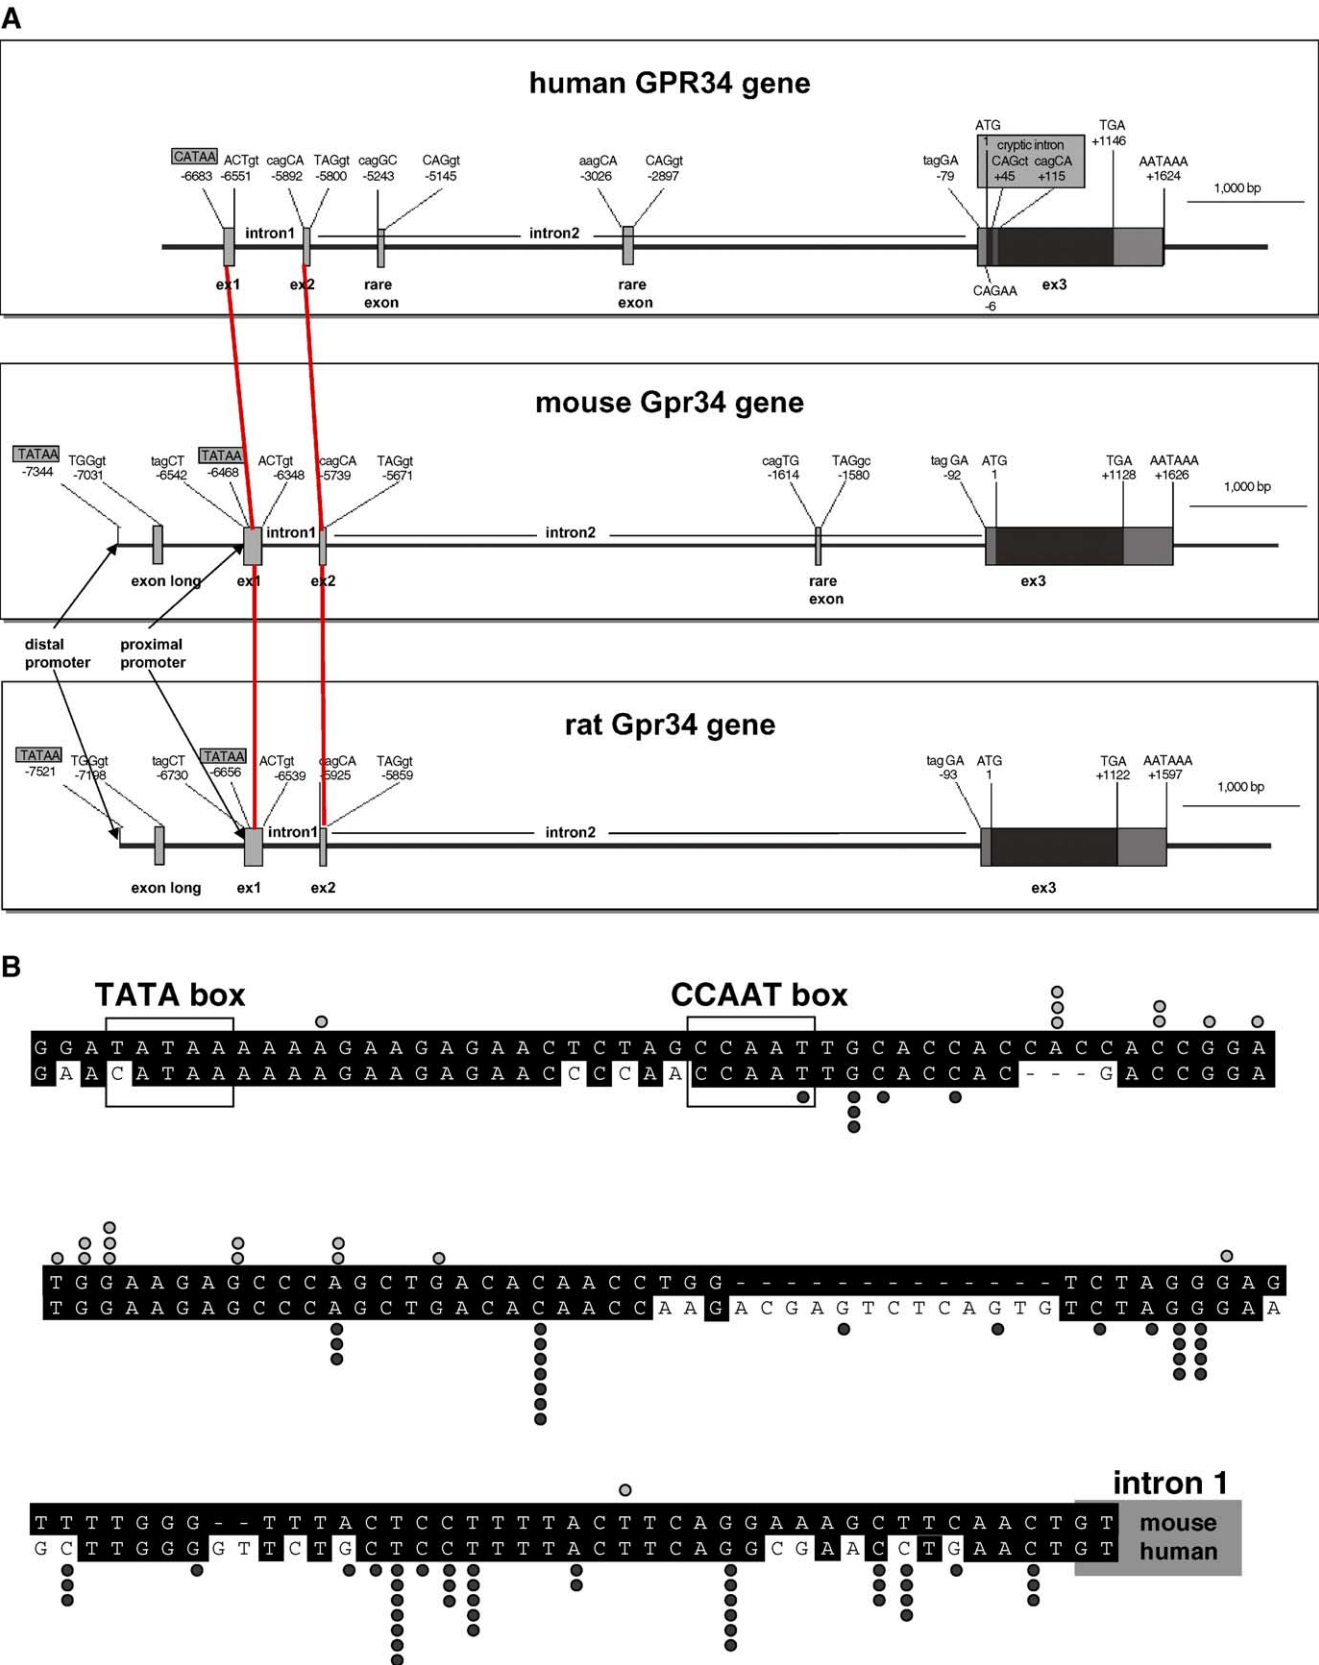 A
human GPR34 gene
ATG
TGA
1
cryptic intron
+1146
CATAA ACTgt cagCA TAGgt cagGC CAGgt aagCA CAGgt tagGA CAGct cagCA AATAAA
-6683 -6551 -5892 -5800 -5243 -5145 -3026 -2897 -79 +45 +115 +1624
1,000 bp
intron1 intron2
ex1 ex2 rare exon rare exon CAGAA -6 ex3
mouse Gpr34 gene
TATAA TGGgt tagCT TATAA ACTgt cagCA TAGgt cagTG TAGgc tag GA ATG TGA AATAAA
-7344 -7031 -6542 -6468 -6348 -5739 -5671 -1614 -1580 -92 1 +1128 +1626
1,000 bp
intron1 intron2
exon long ex1 ex2 rare exon ex3
distal promoter proximal promoter
rat Gpr34 gene
TATAA TGGgt tagCT TATAA ACTgt cagCA TAGgt tag GA ATG TGA AATAAA
-7521 -7198 -6730 -6656 -6539 -5925 -5859 -93 1 +1122 +1597
1,000 bp
intron1 intron2
exon long ex1 ex2 ex3
B
TATA box CCAAT box
G G A T A T A A A A A A G A A G A G A A C T C T A G C C A A T T G C A C C A C C A C C A C C G G A
G A A C A T A A A A A A G A A G A G A A C C C C A A C C A A T T G C A C C A C - - - G A C C G G A
T G G A A G A G C C C A G C T G A C A C A A C C T G G - - - - - - - - - - - - - T C T A G G G A G
T G G A A G A G C C C A G C T G A C A C A A C C A A G A C G A G T C T C A G T G T C T A G G G A A
intron 1
T T T T G G G - - T T T A C T C C T T T T A C T T C A G G A A A G C T T C A A C T G T mouse
G C T T G G G G T T C T G C T C C T T T T A C T T C A G G C G A A C C T G A A C T G T human